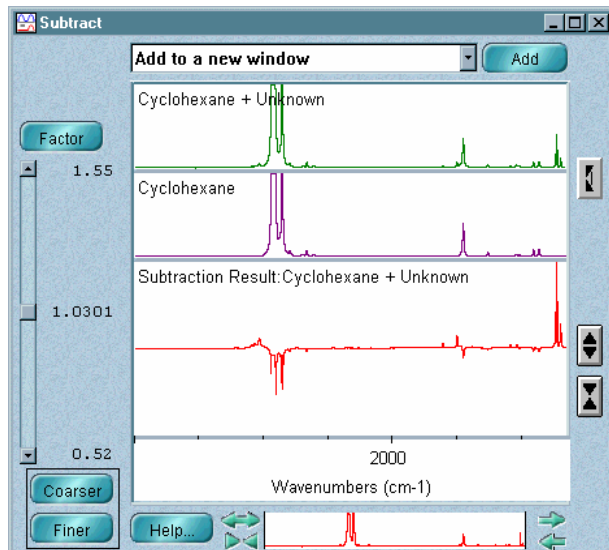 Subtract
Add to a new window
Add
Cyclohexane + Unknown
Factor
1.55
Cyclohexane
Subtraction Result:Cyclohexane + Unknown
1.0301
0.52
2000
Coarser
Wavenumbers (cm-1)
Finer
Help...